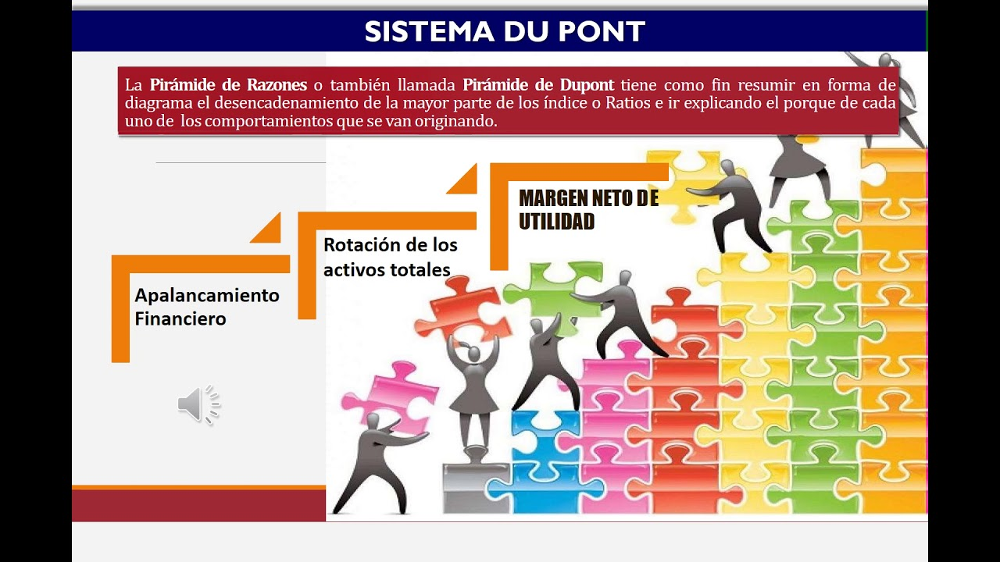 SISTEMA DU PONT
La Pirámide de Razones o también llamada Pirámide de Dupont tiene como fin resumir en forma de
diagrama el desencadenamiento de la mayor parte de los índice o Ratios e ir explicando el porque de cada
uno de los comportamientos que se van originando.
MARGEN NETO DE
UTILIDAD
Rotación de los
activos totales
Apalancamiento
Financiero